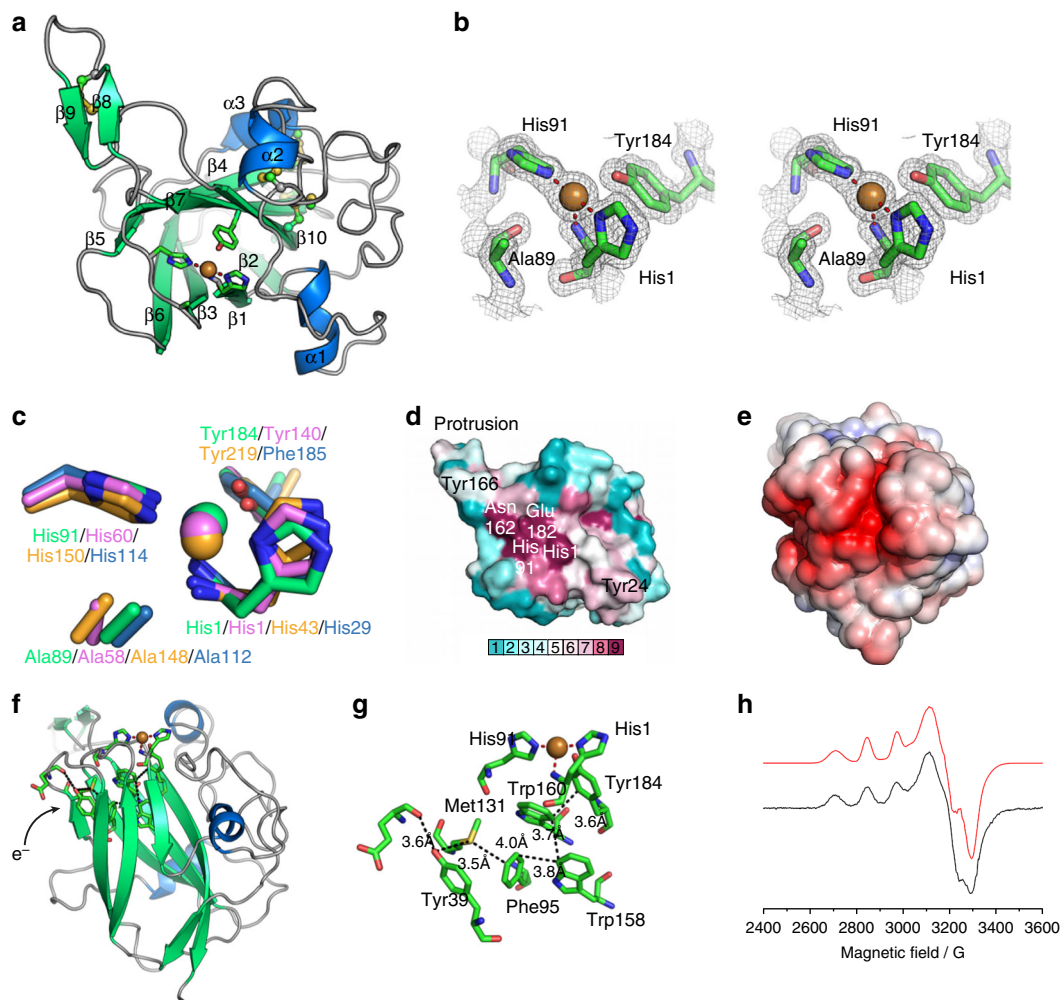 a
β9
β8
α3
α2
β4
β7
β5
β10
β2
β3
β1
β6
α1
b
His91
Tyr184
Ala89
His1
His91
Tyr184
Ala89
His1
c
Tyr184/Tyr140/
Tyr219/Phe185
His91/His60/
His150/His114
His1/His1/His43/His29
Ala89/Ala58/Ala148/Ala112
d
Protrusion
Tyr166
Asn
162
Glu
182
His
91
His1
Tyr24
1 2 3 4 5 6 7 8 9
e
f
e⁻
g
His91
His1
Trp160
Tyr184
Met131
3.7Å
3.6Å
3.6Å
4.0Å
3.5Å
3.8Å
Tyr39
Phe95
Trp158
h
2400 2600 2800 3000 3200 3400 3600
Magnetic field / G